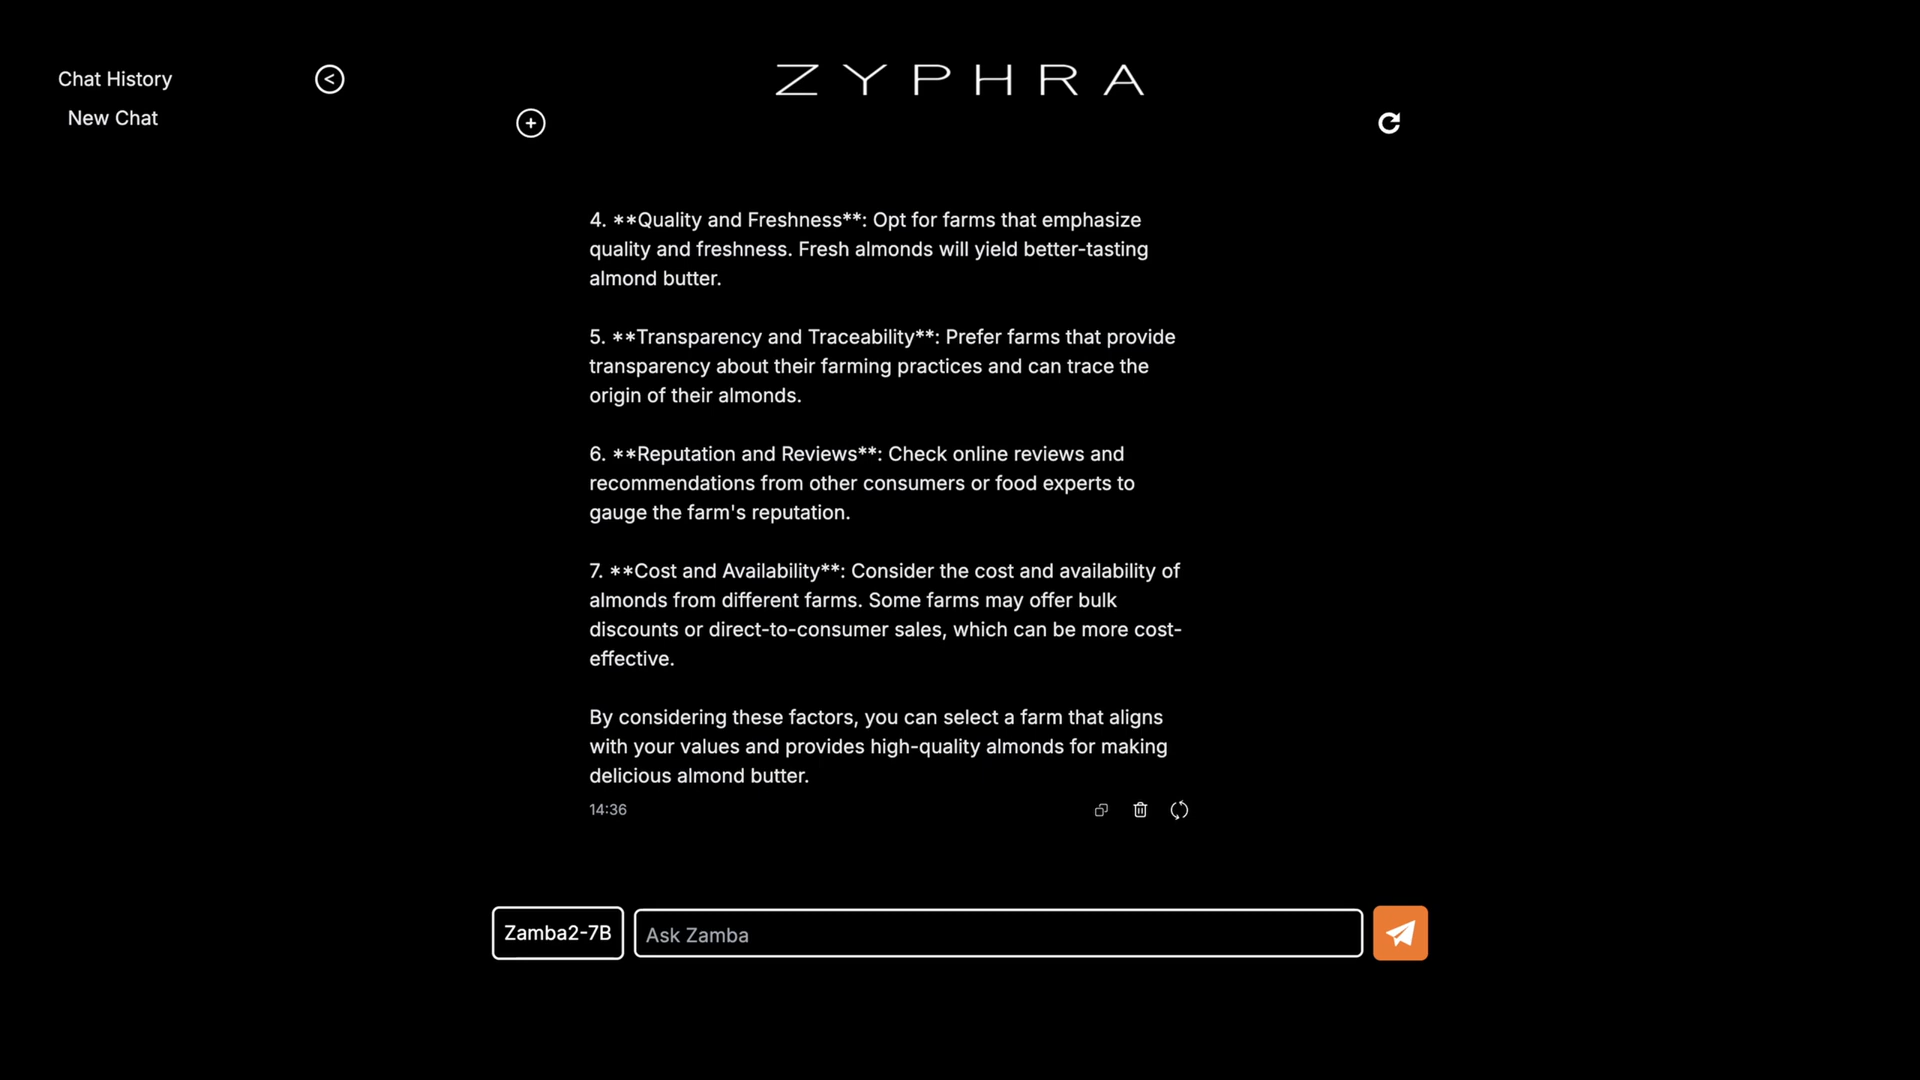 Chat History
New Chat
ZYPHRA
4. **Quality and Freshness**: Opt for farms that emphasize
quality and freshness. Fresh almonds will yield better-tasting
almond butter.
5. **Transparency and Traceability**: Prefer farms that provide
transparency about their farming practices and can trace the
origin of their almonds.
6. **Reputation and Reviews**: Check online reviews and
recommendations from other consumers or food experts to
gauge the farm's reputation.
7. **Cost and Availability**: Consider the cost and availability of
almonds from different farms. Some farms may offer bulk
discounts or direct-to-consumer sales, which can be more cost-
effective.
By considering these factors, you can select a farm that aligns
with your values and provides high-quality almonds for making
delicious almond butter.
14:36
Zamba2-7B
Ask Zamba